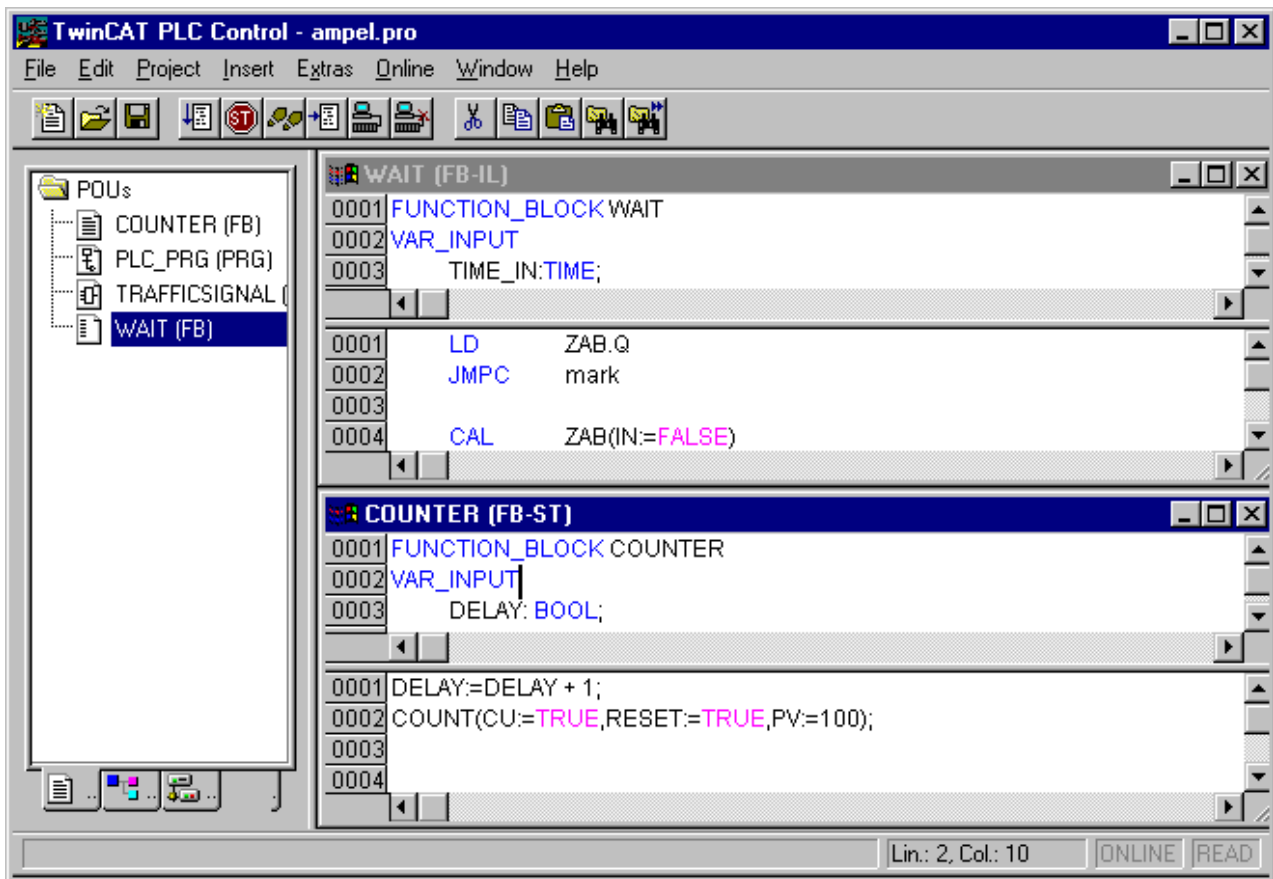 TwinCAT PLC Control - ampel.pro
File Edit Project Insert Extras Online Window Help
ST
POUs
COUNTER (FB)
PLC_PRG (PRG)
TRAFFICSIGNAL (
WAIT (FB)
..
..
..
.
WAIT (FB-IL)
0001 FUNCTION_BLOCK WAIT
0002 VAR_INPUT
0003 TIME_IN:TIME;
0001 LD ZAB.Q
0002 JMPC mark
0003
0004 CAL ZAB(IN:=FALSE)
COUNTER (FB-ST)
0001 FUNCTION_BLOCK COUNTER
0002 VAR_INPUT
0003 DELAY: BOOL;
0001 DELAY:=DELAY + 1;
0002 COUNT(CU:=TRUE,RESET:=TRUE,PV:=100);
0003
0004
Lin.: 2, Col.: 10 ONLINE READ